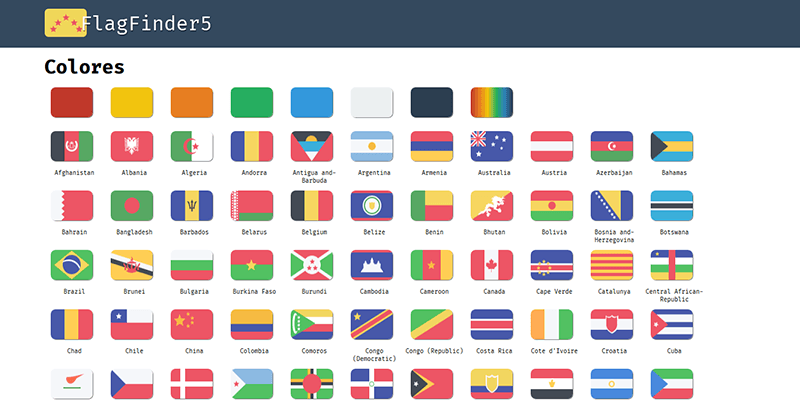 FlagFinder5
Colores
Afghanistan
Albania
Algeria
Andorra
Antigua and-
Barbuda
Argentina
Armenia
Australia
Austria
Azerbaijan
Bahamas
Bahrain
Bangladesh
Barbados
Belarus
Belgium
Belize
Benin
Bhutan
Bolivia
Bosnia and-
Herzegovina
Botswana
Brazil
Brunei
Bulgaria
Burkina Faso
Burundi
Cambodia
Cameroon
Canada
Cape Verde
Catalunya
Central African-
Republic
Chad
Chile
China
Colombia
Comoros
Congo
(Democratic)
Congo (Republic)
Costa Rica
Cote d'Ivoire
Croatia
Cuba